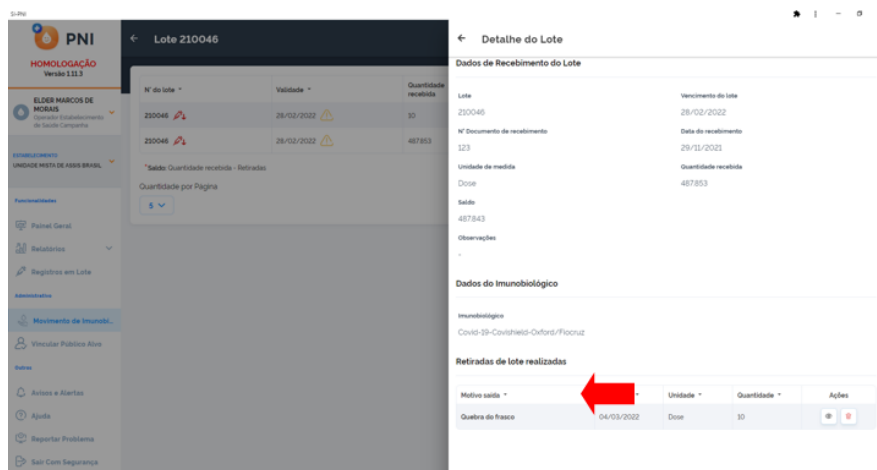 SI-PNI
PNI
HOMOLOGAÇÃO
Versão 1.11.3
ELDER MARCOS DE MORAIS
Operador Estabelecimento de Saúde Campanha
ESTABELECIMENTO
UNIDADE MISTA DE ASSIS BRASIL
Funcionalidades
Painel Geral
Relatórios
Registros em Lote
Administrativo
Movimento de Imunobi...
Vincular Público Alvo
Outros
Avisos e Alertas
Ajuda
Reportar Problema
Sair Com Segurança
Lote 210046
N° do lote
Validade
Quantidade recebida
210046
28/02/2022
10
210046
28/02/2022
487.853
*Saldo: Quantidade recebida - Retiradas
Quantidade por Página
5
Detalhe do Lote
Dados de Recebimento do Lote
Lote
Vencimento do lote
210046
28/02/2022
N° Documento de recebimento
Data do recebimento
123
29/11/2021
Unidade de medida
Quantidade recebida
Dose
487.853
Saldo
487.843
Observações
-
Dados do Imunobiológico
Imunobiológico
Covid-19-Covishield-Oxford/Fiocruz
Retiradas de lote realizadas
Motivo saída
Unidade
Quantidade
Ações
Quebra do frasco
04/03/2022
Dose
10